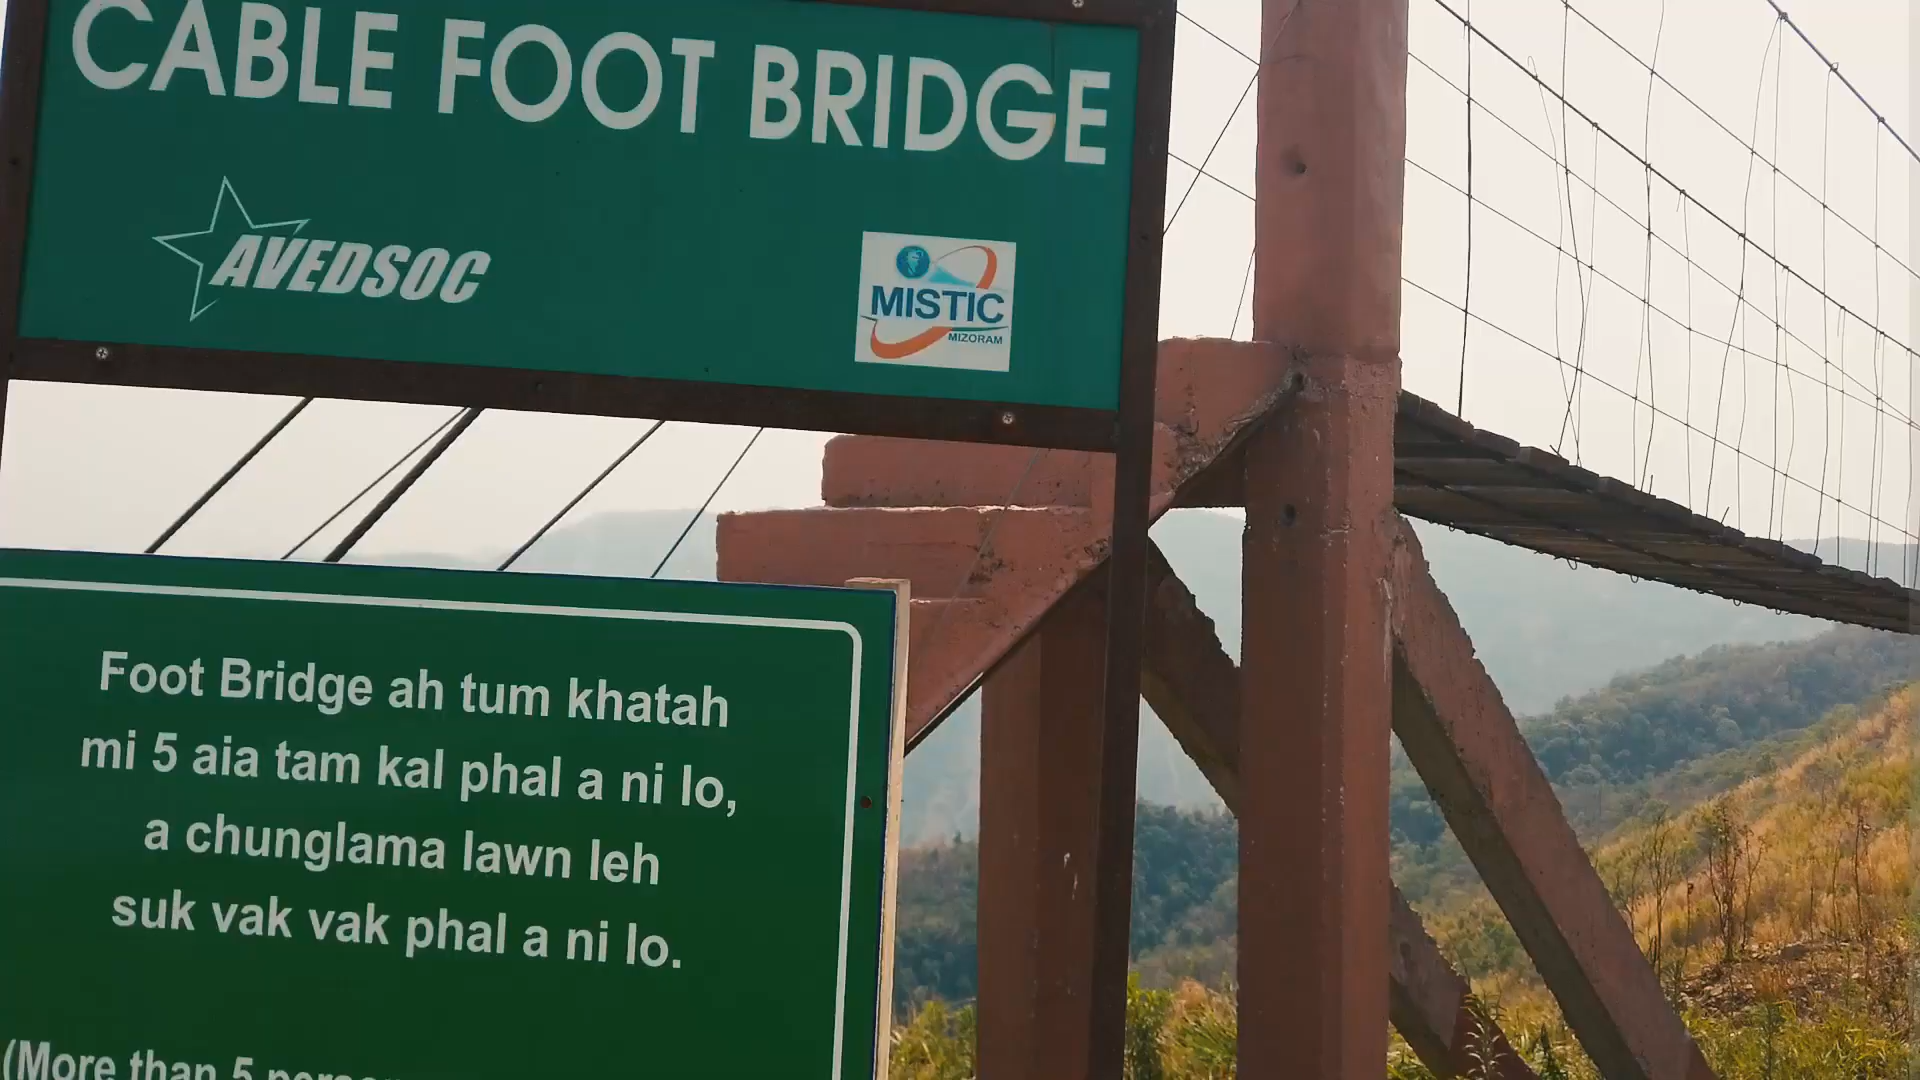 CABLE FOOT BRIDGE
AVEDSOC
MISTIC
MIZORAM
Foot Bridge ah tum khatah
mi 5 aia tam kal phal a ni lo,
a chunglama lawn leh
suk vak vak phal a ni lo.
(More than 5